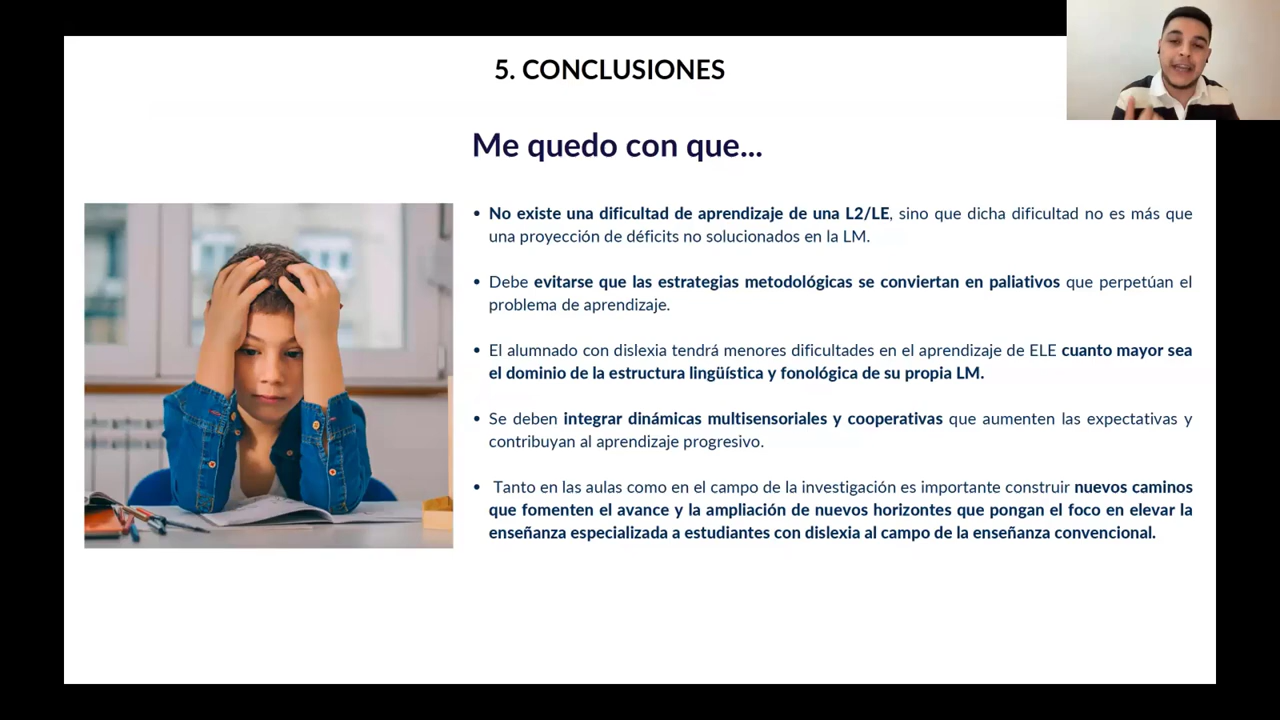 5. CONCLUSIONES
Me quedo con que...
• No existe una dificultad de aprendizaje de una L2/LE, sino que dicha dificultad no es más que
una proyección de déficits no solucionados en la LM.
• Debe evitarse que las estrategias metodológicas se conviertan en paliativos que perpetúan el
problema de aprendizaje.
• El alumnado con dislexia tendrá menores dificultades en el aprendizaje de ELE cuanto mayor sea
el dominio de la estructura lingüística y fonológica de su propia LM.
• Se deben integrar dinámicas multisensoriales y cooperativas que aumenten las expectativas y
contribuyan al aprendizaje progresivo.
• Tanto en las aulas como en el campo de la investigación es importante construir nuevos caminos
que fomenten el avance y la ampliación de nuevos horizontes que pongan el foco en elevar la
enseñanza especializada a estudiantes con dislexia al campo de la enseñanza convencional.